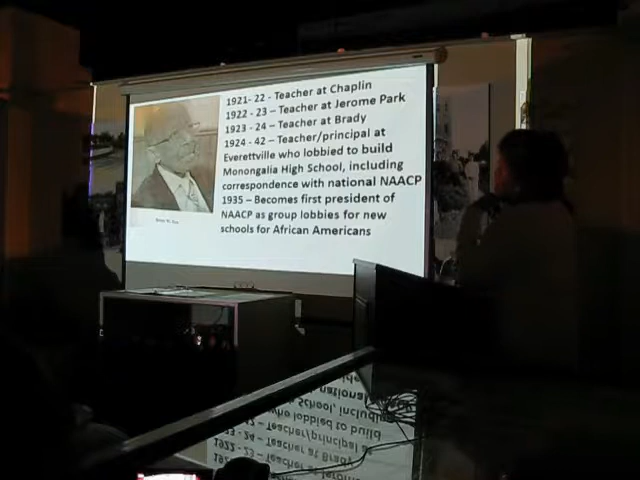 1921- 22 - Teacher at Chaplin
1922 - 23 – Teacher at Jerome Park
1923 - 24 – Teacher at Brady
1924 - 42 – Teacher/principal at
Everettville who lobbied to build
Monongalia High School, including
correspondence with national NAACP
1935 – Becomes first president of
NAACP as group lobbies for new
schools for African Americans